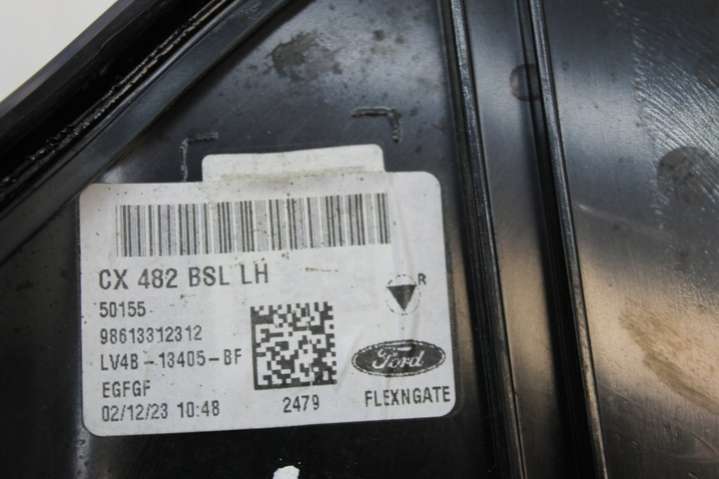 CX 482 BSL LH
50155
R
98613312312
LV4B-13405-BF
Ford
EGFGF
02/12/23 10:48
2479
FLEXNGATE